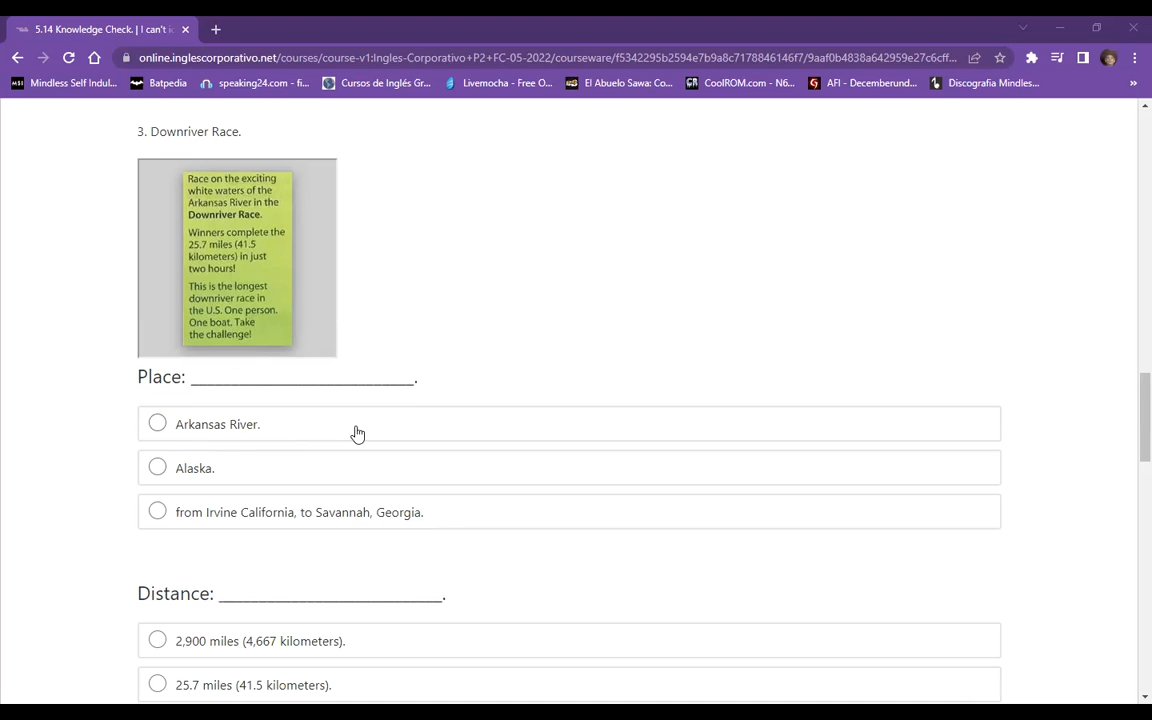 5.14 Knowledge Check. | I can't i
online.inglescorporativo.net/courses/course-v1:Ingles-Corporativo+P2+FC-05-2022/courseware/f5342295b2594e7b9a8c7178846146f7/9aaf0b4838a642959e27c6cff...
Mindless Self Indul... Batpedia speaking24.com - fi... Cursos de Inglés Gr... Livemocha - Free O... El Abuelo Sawa: Co... CoolROM.com - N6... AFI - Decemberund... Discografia Mindles...
3. Downriver Race.
Race on the exciting
white waters of the
Arkansas River in the
Downriver Race.
Winners complete the
25.7 miles (41.5
kilometers) in just
two hours!
This is the longest
downriver race in
the U.S. One person.
One boat. Take
the challenge!
Place: ___________________________.
Arkansas River.
Alaska.
from Irvine California, to Savannah, Georgia.
Distance: ___________________________.
2,900 miles (4,667 kilometers).
25.7 miles (41.5 kilometers).